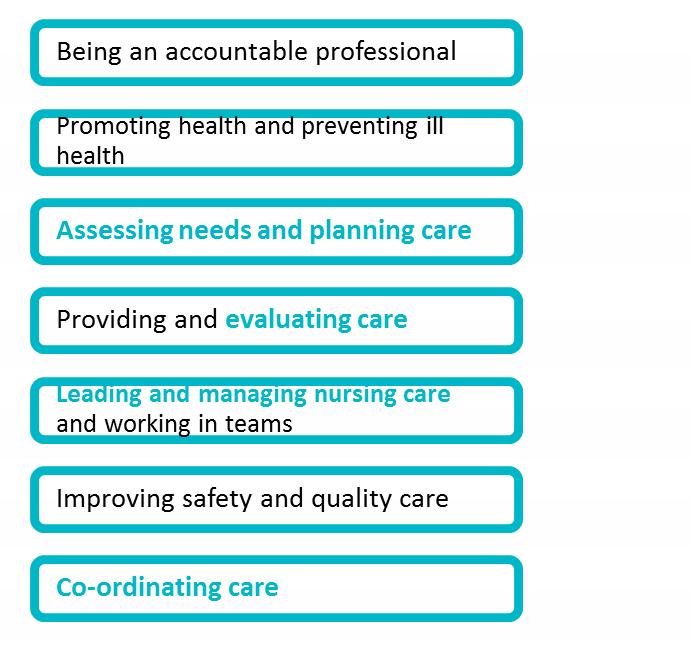 Being an accountable professional
Promoting health and preventing ill
health
Assessing needs and planning care
Providing and evaluating care
Leading and managing nursing care
and working in teams
Improving safety and quality care
Co-ordinating care